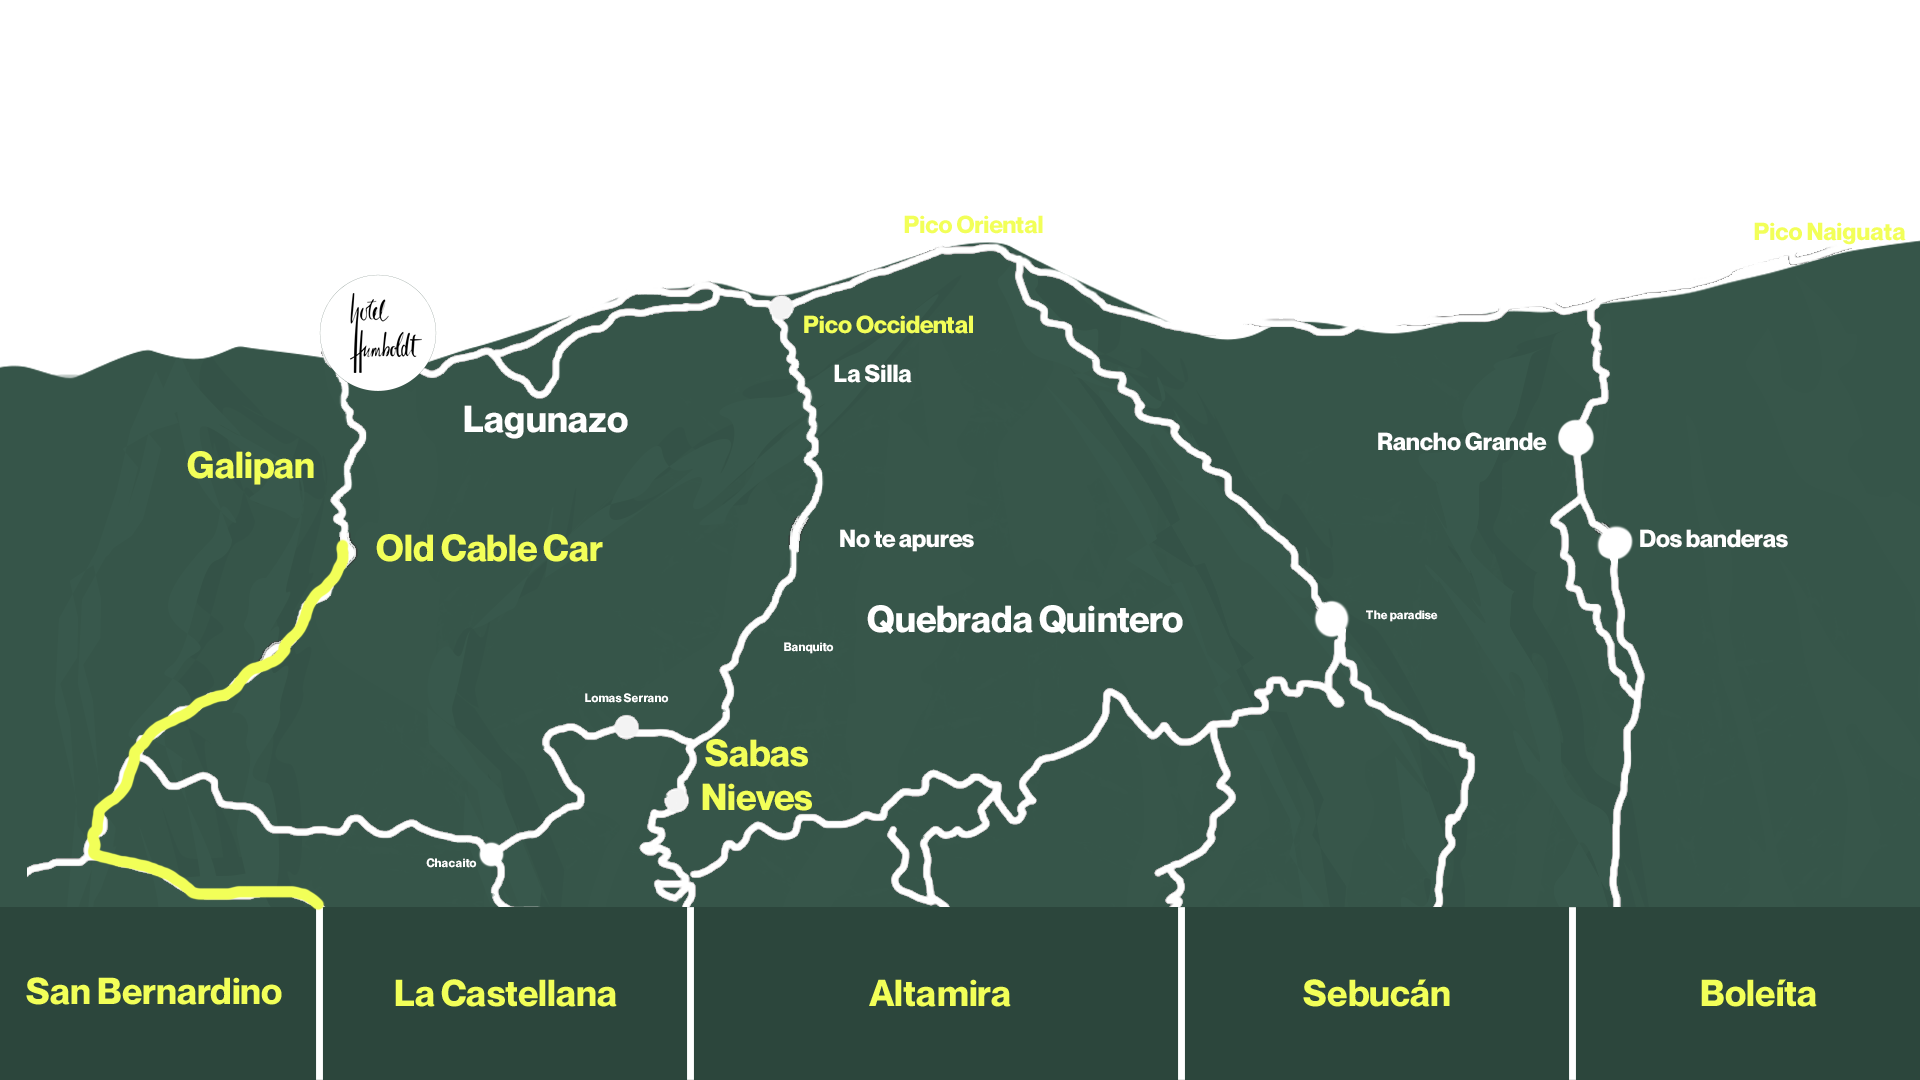 Pico Oriental
Pico Naiguata
hotel
Humboldt
Pico Occidental
La Silla
Lagunazo
Rancho Grande
Galipan
Old Cable Car
No te apures
Dos banderas
Quebrada Quintero
The paradise
Banquito
Lomas Serrano
Sabas
Nieves
Chacaito
San Bernardino
La Castellana
Altamira
Sebucán
Boleíta